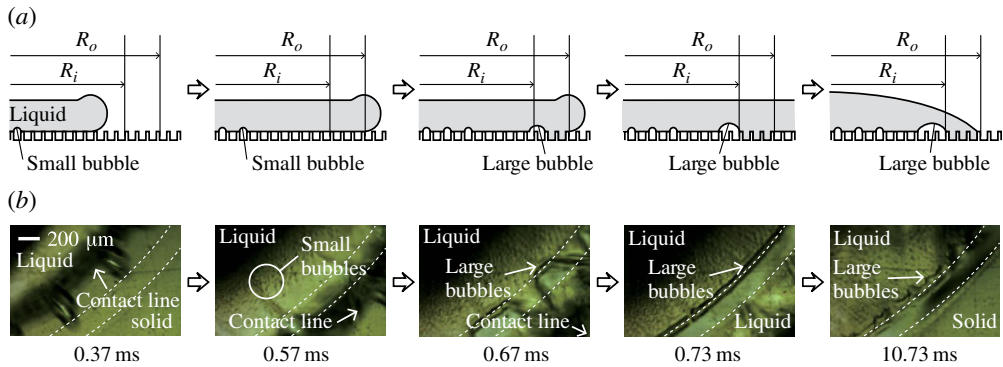 (a)
R_o
R_i
Liquid
Small bubble
R_o
R_i
Small bubble
R_o
R_i
Large bubble
R_o
R_i
Large bubble
R_o
R_i
Large bubble
(b)
200 µm
Liquid
Contact line
solid
0.37 ms
Liquid
Small
bubbles
Contact line
0.57 ms
Liquid
Large
bubbles
Contact line
0.67 ms
Liquid
Large
bubbles
Liquid
0.73 ms
Liquid
Large
bubbles
Solid
10.73 ms